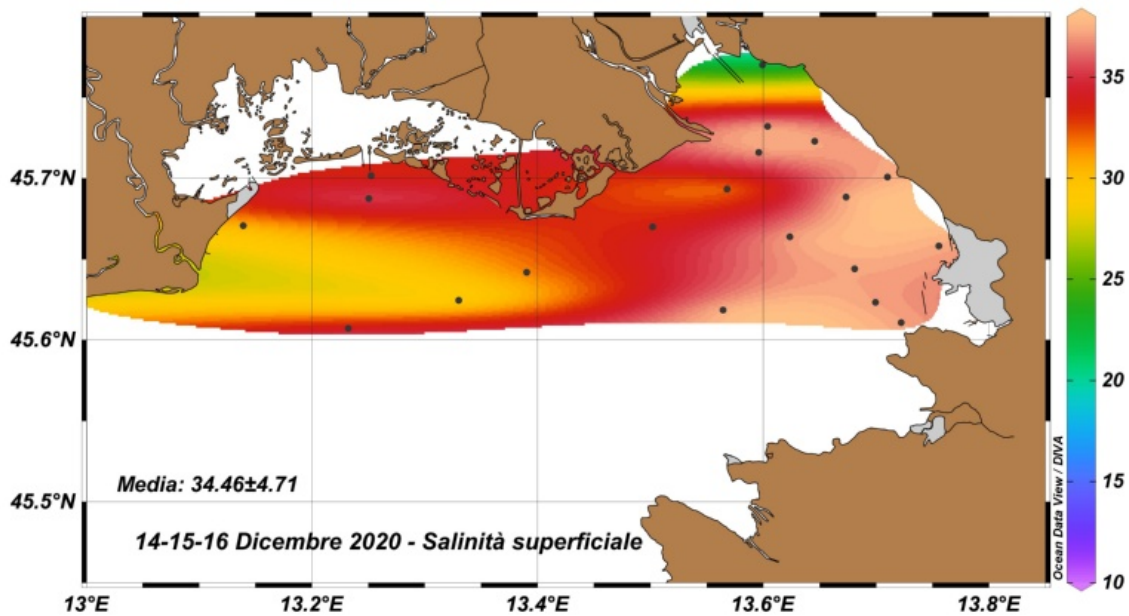 35
30
25
20
15
10
45.7°N
45.6°N
45.5°N
Media: 34.46±4.71
14-15-16 Dicembre 2020 - Salinità superficiale
Ocean Data View / DIVA
13°E
13.2°E
13.4°E
13.6°E
13.8°E